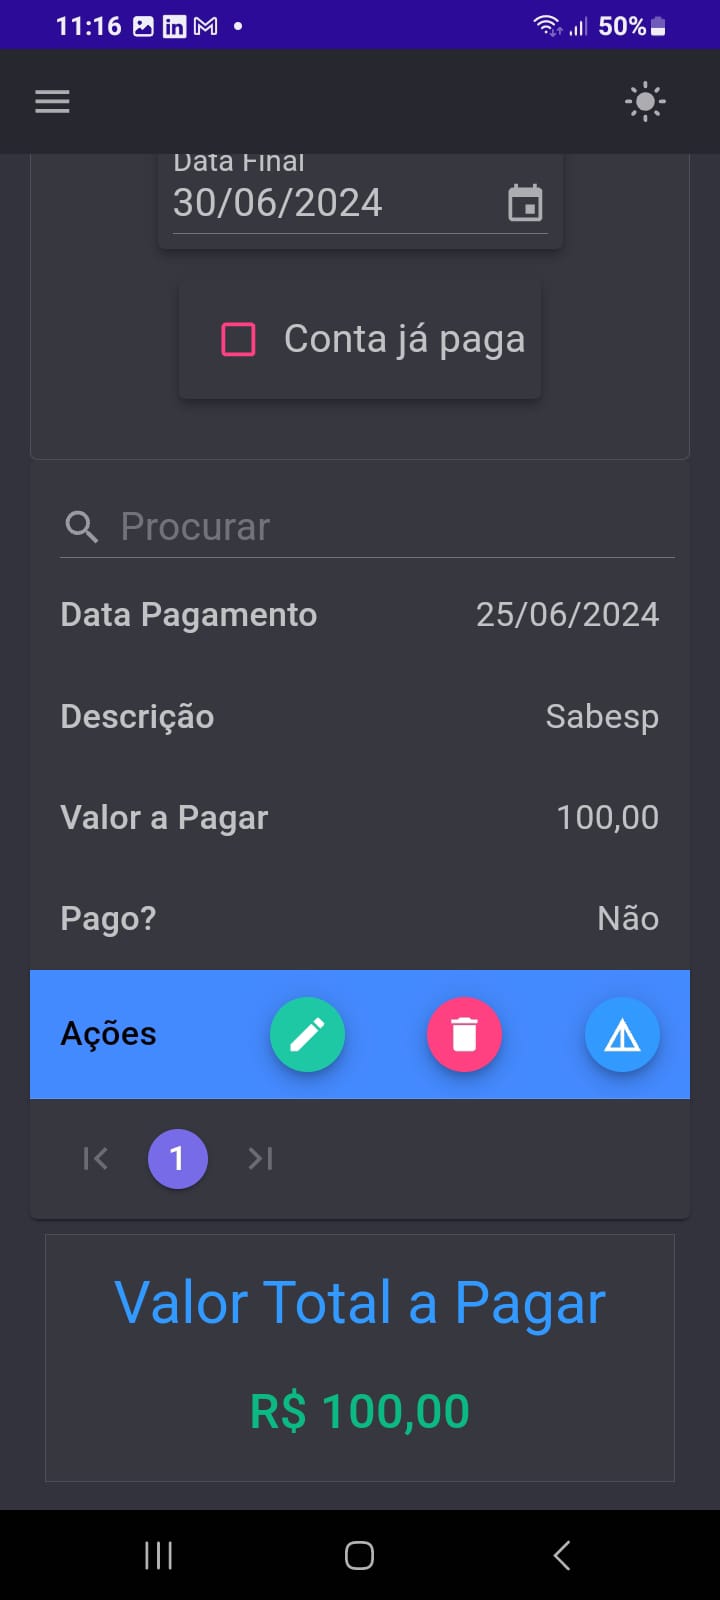 11:16 50%
Data Final
30/06/2024
Conta já paga
Procurar
Data Pagamento 25/06/2024
Descrição Sabesp
Valor a Pagar 100,00
Pago? Não
Ações
1
Valor Total a Pagar
R$ 100,00